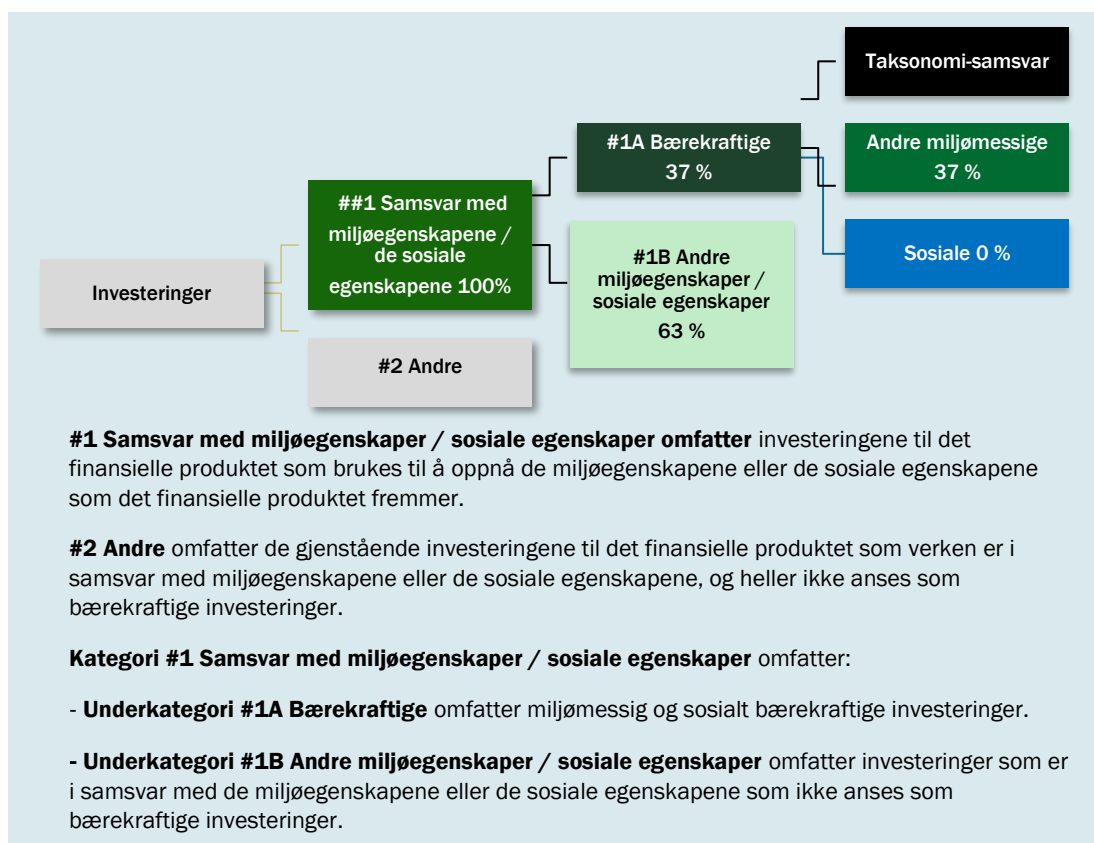 Taksonomi-samsvar
#1A Bærekraftige
37 %
Andre miljømessige
37 %
##1 Samsvar med
miljøegenskapene /
de sosiale
egenskapene 100%
#1B Andre
miljøegenskaper /
sosiale egenskaper
63 %
Sosiale 0 %
Investeringer
#2 Andre
#1 Samsvar med miljøegenskaper / sosiale egenskaper omfatter investeringene til det
finansielle produktet som brukes til å oppnå de miljøegenskapene eller de sosiale egenskapene
som det finansielle produktet fremmer.
#2 Andre omfatter de gjenstående investeringene til det finansielle produktet som verken er i
samsvar med miljøegenskapene eller de sosiale egenskapene, og heller ikke anses som
bærekraftige investeringer.
Kategori #1 Samsvar med miljøegenskaper / sosiale egenskaper omfatter:
- Underkategori #1A Bærekraftige omfatter miljømessig og sosialt bærekraftige investeringer.
- Underkategori #1B Andre miljøegenskaper / sosiale egenskaper omfatter investeringer som er
i samsvar med de miljøegenskapene eller de sosiale egenskapene som ikke anses som
bærekraftige investeringer.